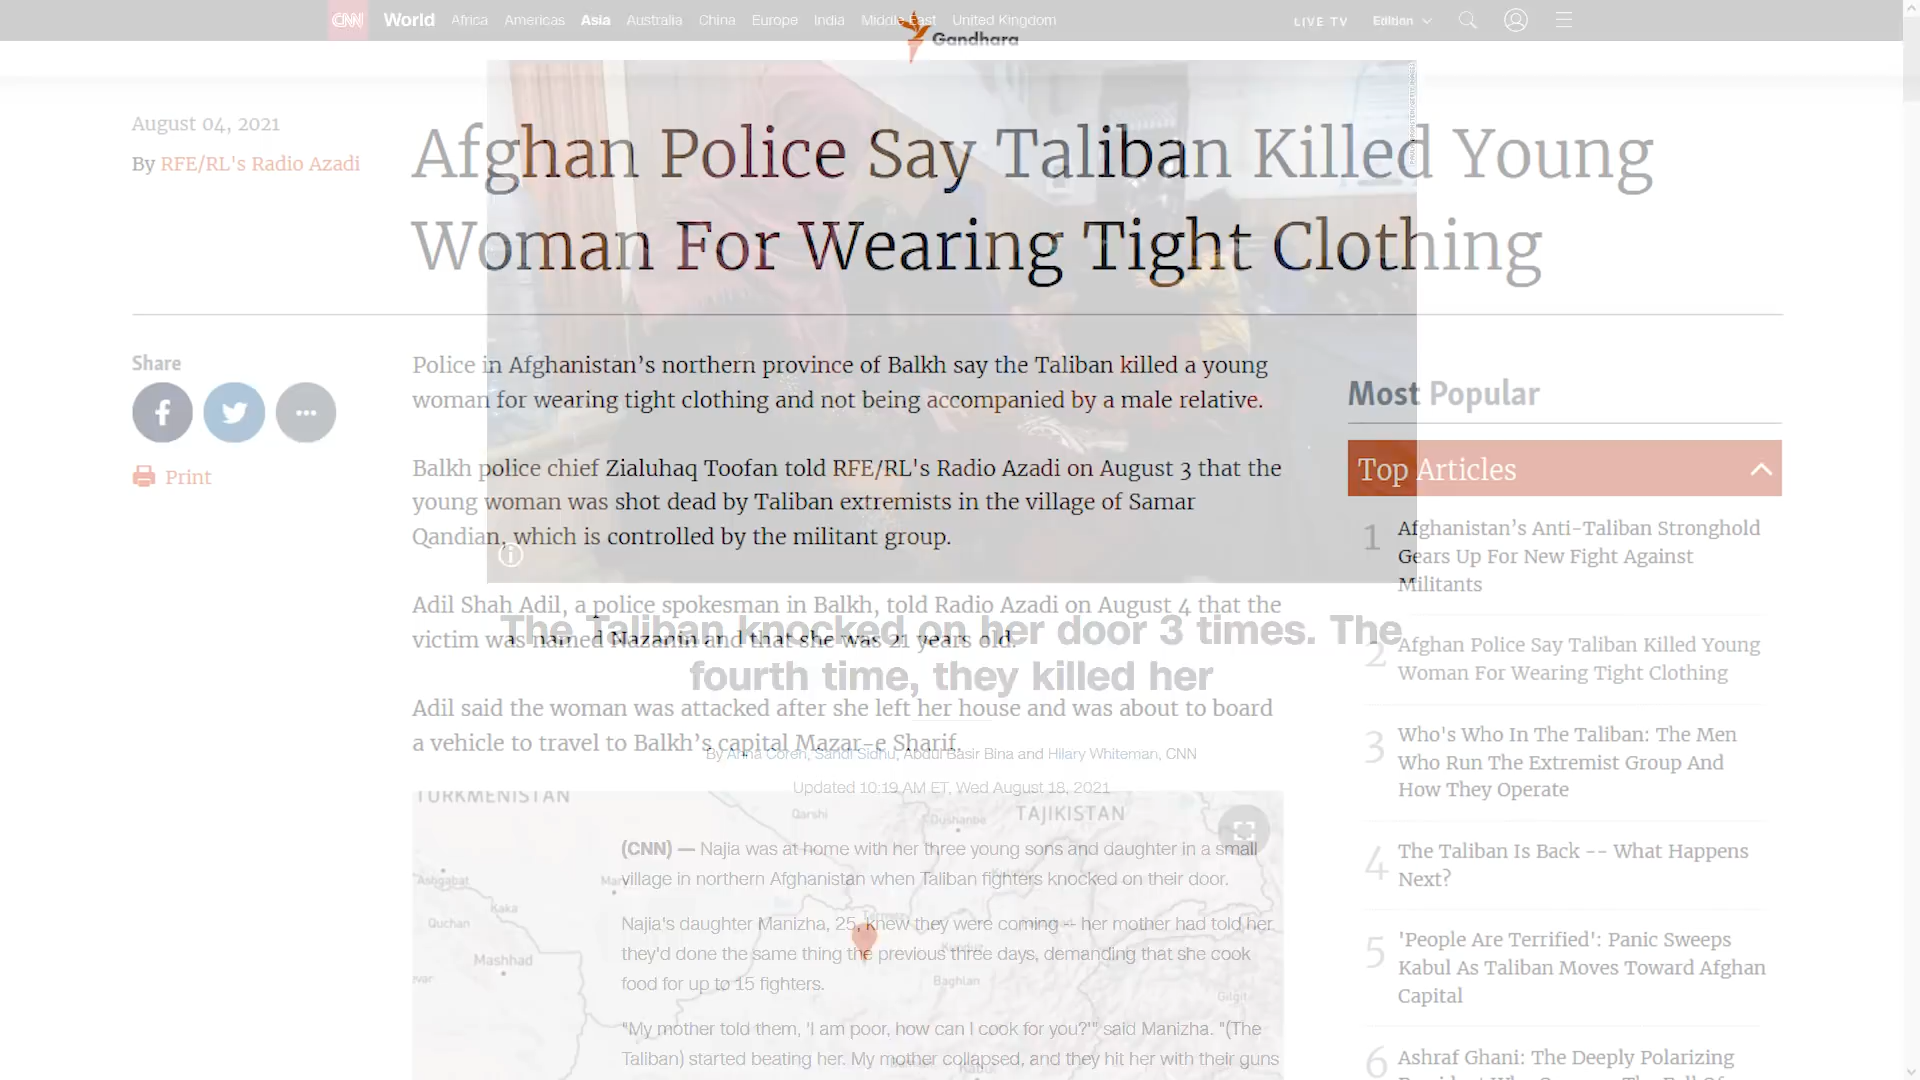 CNN World Africa Americas Asia Australia China Europe India Middle East United Kingdom
LIVE TV Edition
Gandhara
August 04, 2021
By RFE/RL's Radio Azadi
Afghan Police Say Taliban Killed Young
Woman For Wearing Tight Clothing
Share
Print
Police in Afghanistan’s northern province of Balkh say the Taliban killed a young
woman for wearing tight clothing and not being accompanied by a male relative.
Balkh police chief Zialuhaq Toofan told RFE/RL's Radio Azadi on August 3 that the
young woman was shot dead by Taliban extremists in the village of Samar
Qandian, which is controlled by the militant group.
Adil Shah Adil, a police spokesman in Balkh, told Radio Azadi on August 4 that the
victim was named Nazanin and that she was 21 years old.
Adil said the woman was attacked after she left her house and was about to board
a vehicle to travel to Balkh’s capital Mazar-e Sharif.
TURKMENISTAN
TAJIKISTAN
Qarshi
Dushanbe
Ashgabat
Kaka
Quchan
Mashhad
Baghlan
Gilgit
Kabul
The Taliban knocked on her door 3 times. The
fourth time, they killed her
By Anna Coren, Sandi Sidhu, Abdul Basir Bina and Hilary Whiteman, CNN
Updated 10:19 AM ET, Wed August 18, 2021
(CNN) — Najia was at home with her three young sons and daughter in a small
village in northern Afghanistan when Taliban fighters knocked on their door.
Najia's daughter Manizha, 25, knew they were coming -- her mother had told her
they'd done the same thing the previous three days, demanding that she cook
food for up to 15 fighters.
"My mother told them, 'I am poor, how can I cook for you?'" said Manizha. "(The
Taliban) started beating her. My mother collapsed, and they hit her with their guns
Most Popular
Top Articles
1
Afghanistan’s Anti-Taliban Stronghold
Gears Up For New Fight Against
Militants
2
Afghan Police Say Taliban Killed Young
Woman For Wearing Tight Clothing
3
Who's Who In The Taliban: The Men
Who Run The Extremist Group And
How They Operate
4
The Taliban Is Back -- What Happens
Next?
5
'People Are Terrified': Panic Sweeps
Kabul As Taliban Moves Toward Afghan
Capital
6
Ashraf Ghani: The Deeply Polarizing